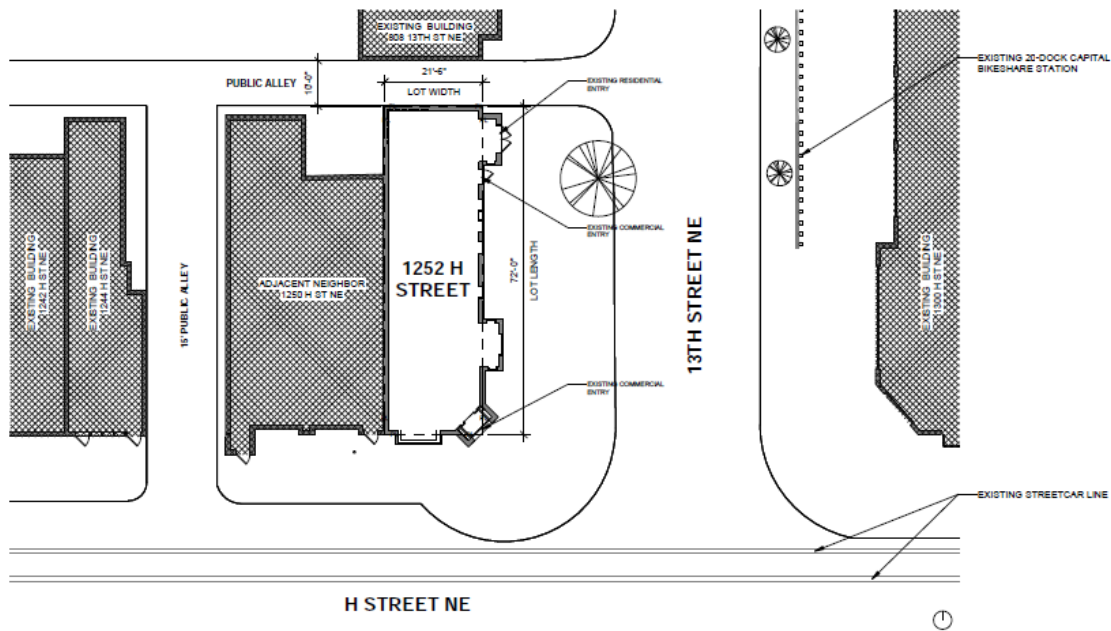 EXISTING BUILDING
808 13TH ST NE
PUBLIC ALLEY
10'-0"
21'-6"
LOT WIDTH
EXISTING RESIDENTIAL
ENTRY
EXISTING 20-DOCK CAPITAL
BIKESHARE STATION
EXISTING COMMERCIAL
ENTRY
EXISTING BUILDING
1242 H ST NE
EXISTING BUILDING
1244 H ST NE
15' PUBLIC ALLEY
ADJACENT NEIGHBOR
1250 H ST NE
1252 H
STREET
72'-0"
LOT LENGTH
13TH STREET NE
EXISTING BUILDING
1300 H ST NE
EXISTING COMMERCIAL
ENTRY
EXISTING STREETCAR LINE
H STREET NE